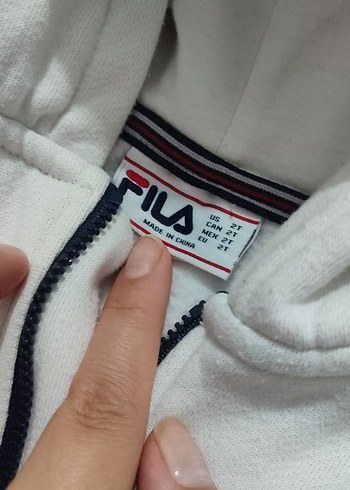 FILA
MADE IN CHINA
US 2T
CAN 2T
MEX 2T
EU 2T